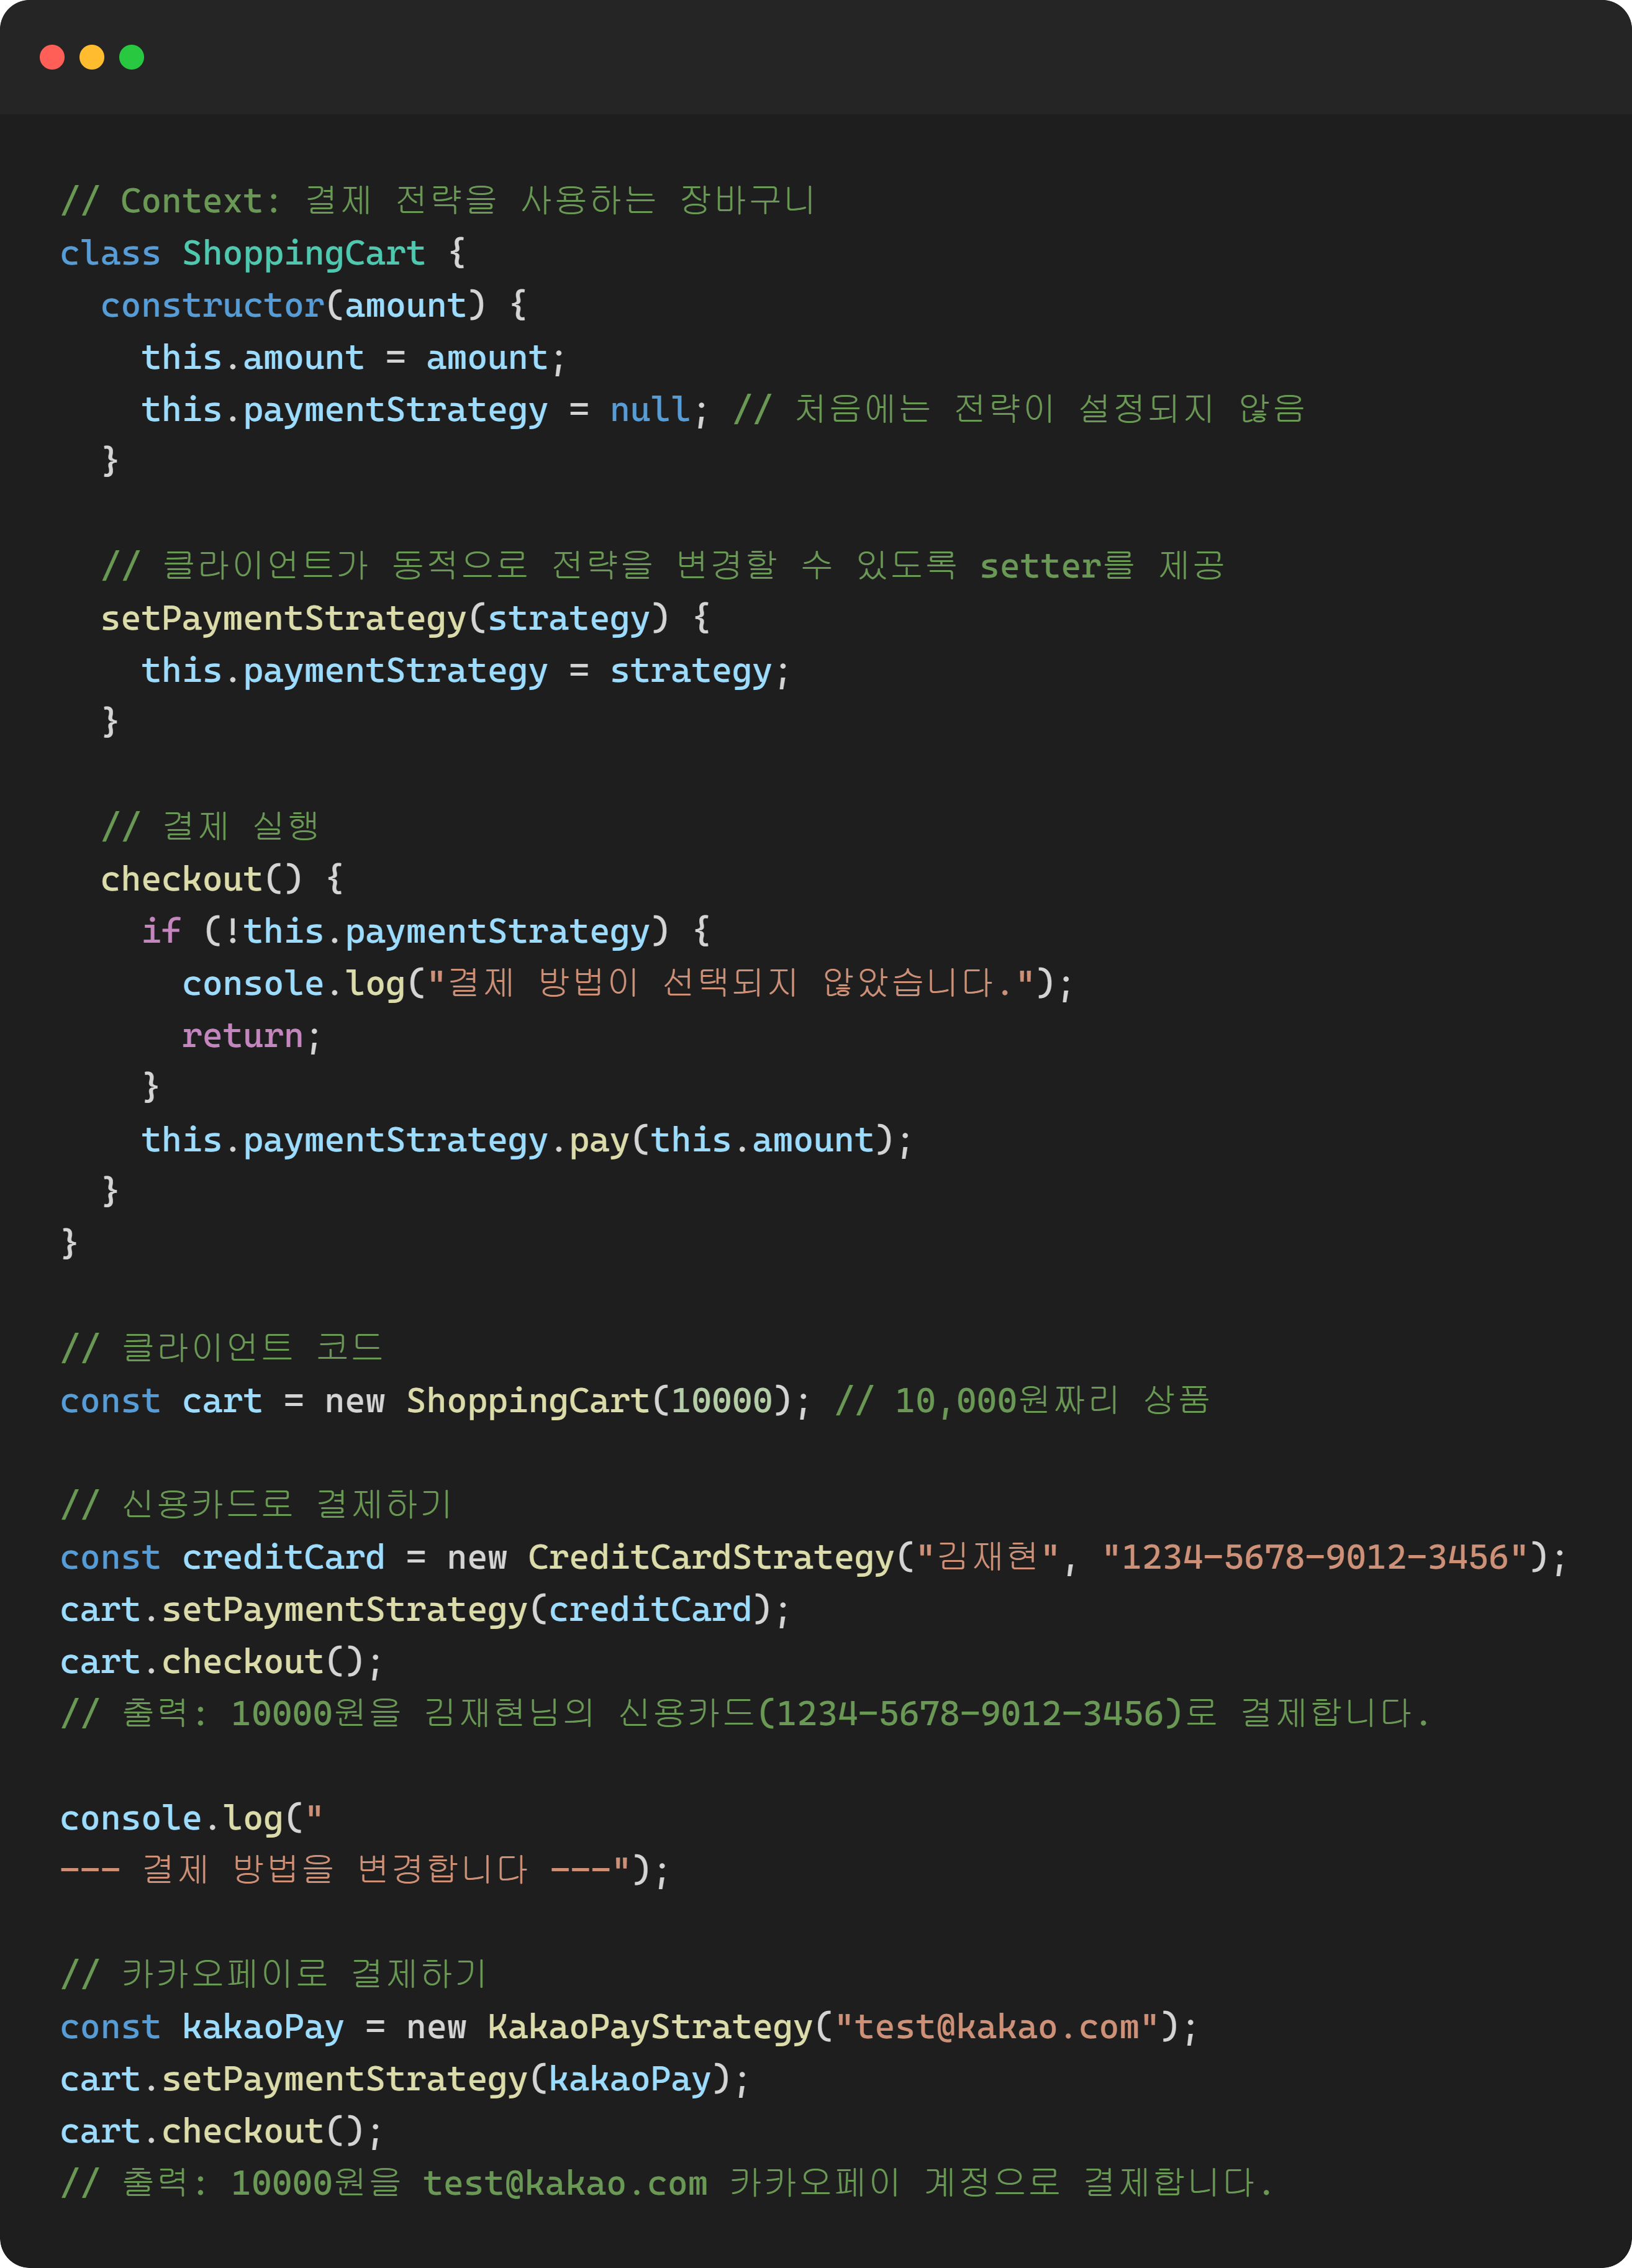 // Context: 결제 전략을 사용하는 장바구니
class ShoppingCart {
  constructor(amount) {
    this.amount = amount;
    this.paymentStrategy = null; // 처음에는 전략이 설정되지 않음
  }

  // 클라이언트가 동적으로 전략을 변경할 수 있도록 setter를 제공
  setPaymentStrategy(strategy) {
    this.paymentStrategy = strategy;
  }

  // 결제 실행
  checkout() {
    if (!this.paymentStrategy) {
      console.log("결제 방법이 선택되지 않았습니다.");
      return;
    }
    this.paymentStrategy.pay(this.amount);
  }
}

// 클라이언트 코드
const cart = new ShoppingCart(10000); // 10,000원짜리 상품

// 신용카드로 결제하기
const creditCard = new CreditCardStrategy("김재현", "1234-5678-9012-3456");
cart.setPaymentStrategy(creditCard);
cart.checkout();
// 출력: 10000원을 김재현님의 신용카드(1234-5678-9012-3456)로 결제합니다.

console.log("
--- 결제 방법을 변경합니다 ---");

// 카카오페이로 결제하기
const kakaoPay = new KakaoPayStrategy("test@kakao.com");
cart.setPaymentStrategy(kakaoPay);
cart.checkout();
// 출력: 10000원을 test@kakao.com 카카오페이 계정으로 결제합니다.